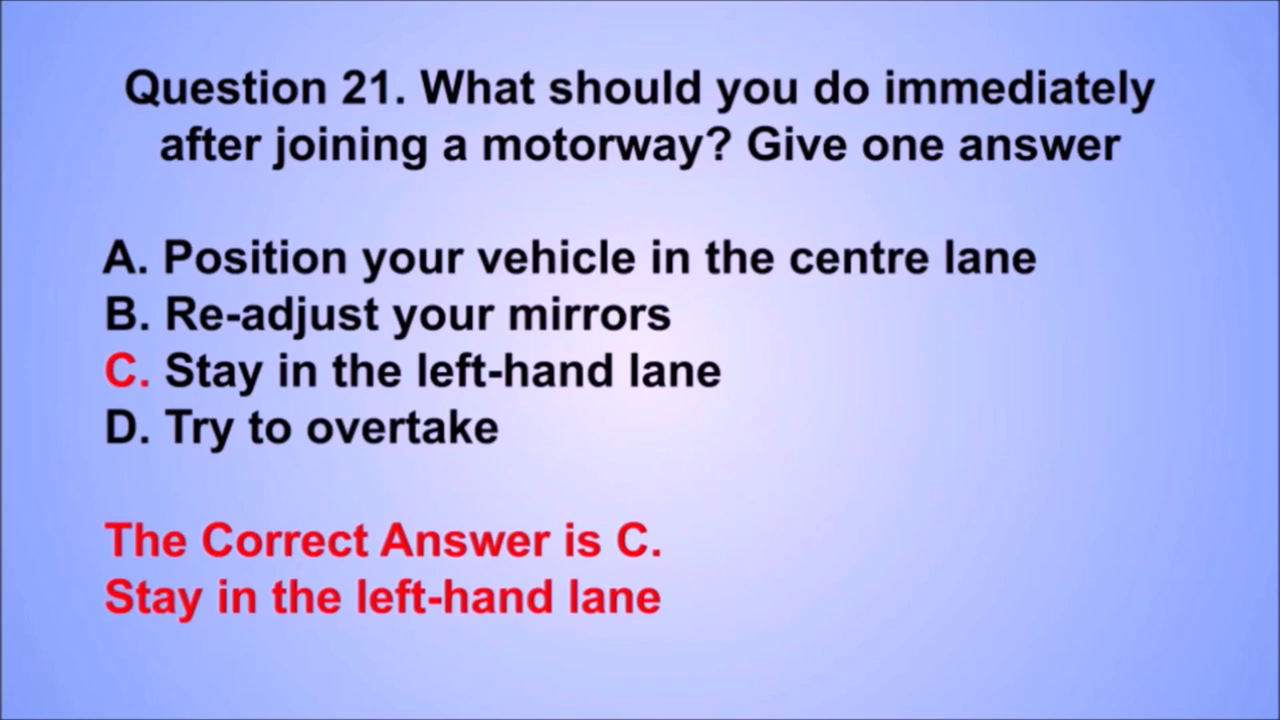 Question 21. What should you do immediately
after joining a motorway? Give one answer
A. Position your vehicle in the centre lane
B. Re-adjust your mirrors
C. Stay in the left-hand lane
D. Try to overtake
The Correct Answer is C.
Stay in the left-hand lane